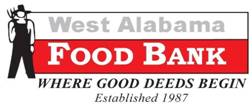 West Alabama
FOOD BANK
WHERE GOOD DEEDS BEGIN
Established 1987